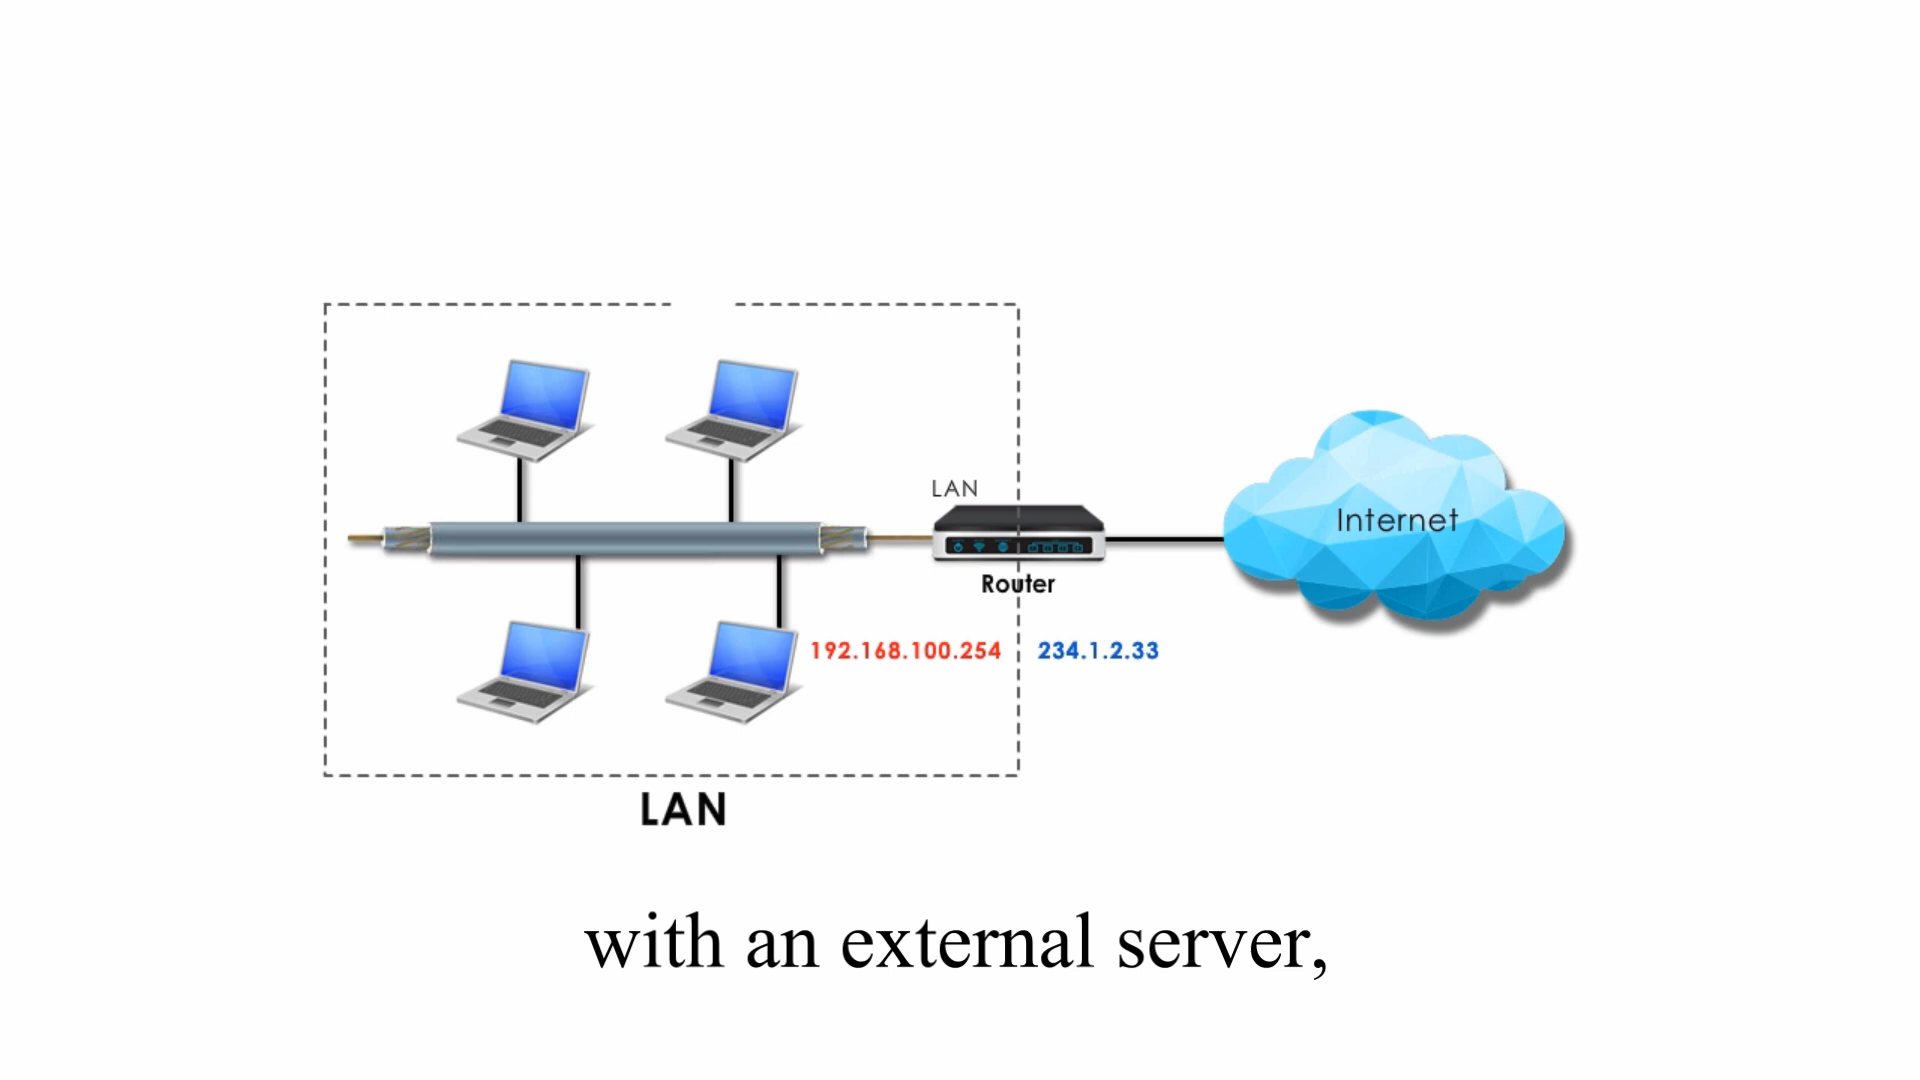 LAN
Internet
Router
192.168.100.254
234.1.2.33
LAN
with an external server,